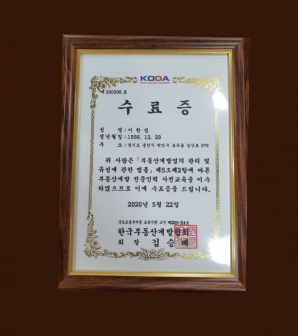 KODA
수료증
성 명 : 이한성
생년월일 : 1956. 12. 29
위 사람은 「부동산개발업의 관리 및
육성에 관한 법률」 제5조제2항에 따른
부동산개발 전문인력 사전교육을 이수
하였으므로 이에 수료증을 드립니다.
2020년 5월 22일
한국부동산개발협회
회장 김승배